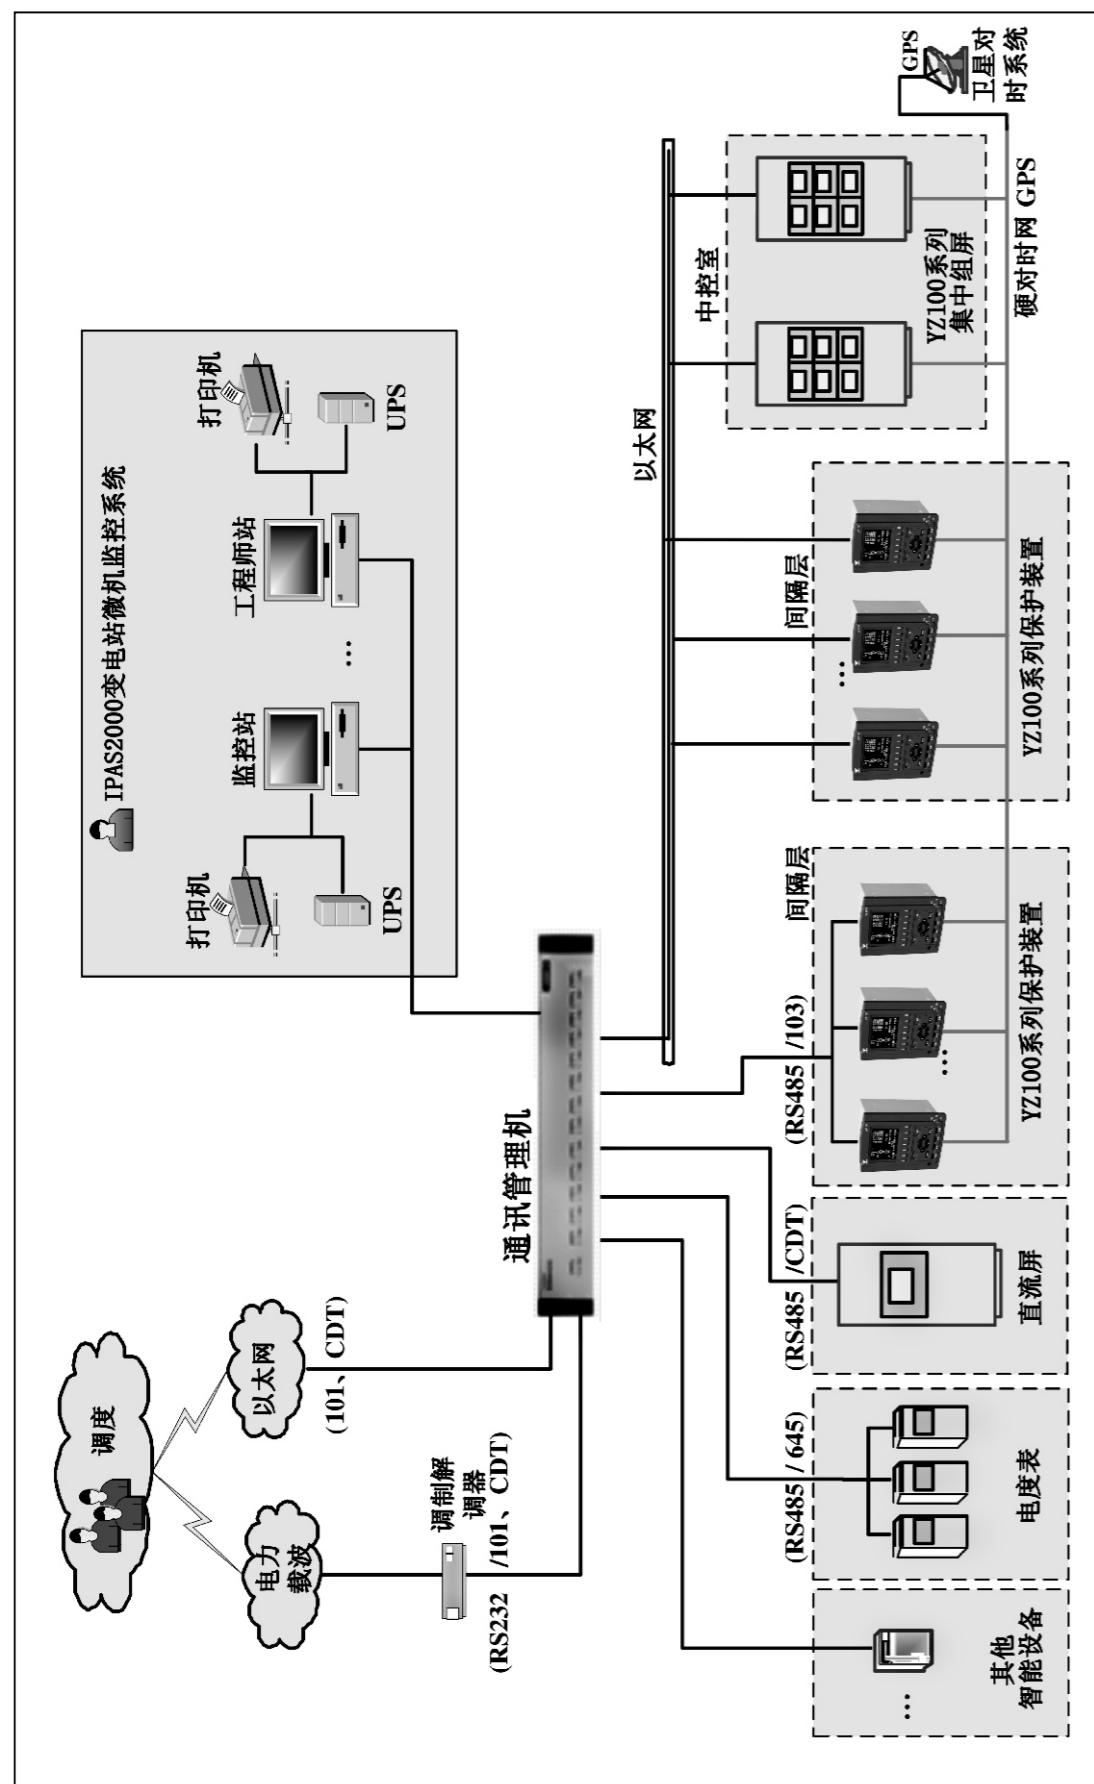 IPAS2000变电站微机监控系统
打印机
UPS
监控站
…
工程师站
打印机
UPS
调度
电力
载波
以太网
(101、CDT)
调制解
调器
(RS232 /101、CDT)
通讯管理机
以太网
其他
智能设备
…
(RS485 / 645)
电度表
(RS485 /CDT)
直流屏
(RS485 /103)
间隔层
…
YZ100系列保护装置
间隔层
…
YZ100系列保护装置
中控室
YZ100系列
集中组屏
硬对时网 GPS
GPS
卫星对
时系统